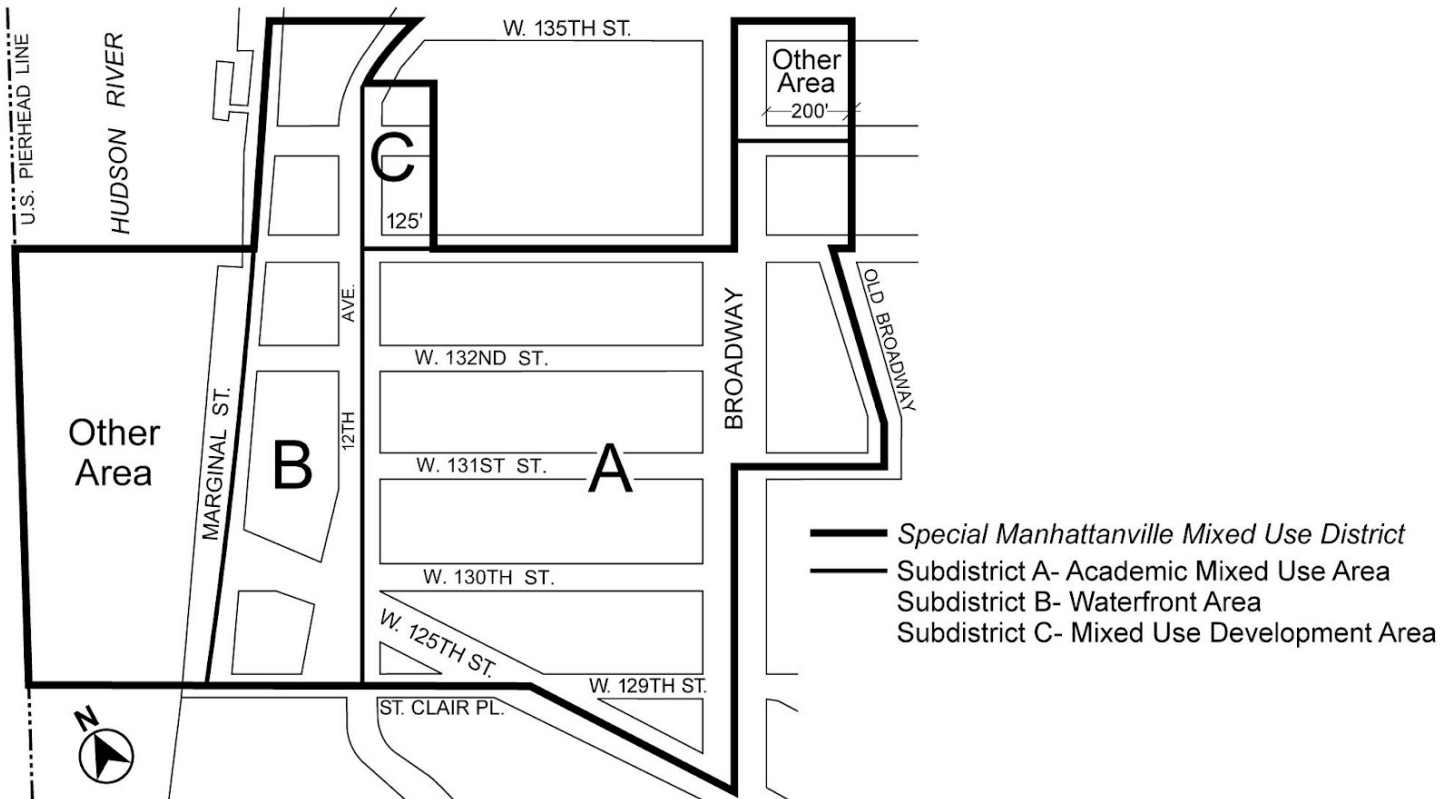 U.S. PIERHEAD LINE
HUDSON RIVER
W. 135TH ST.
Other
Area
200'
C
125'
AVE.
12TH
OLD BROADWAY
BROADWAY
W. 132ND ST.
MARGINAL ST.
Other
Area
B
W. 131ST ST.
A
W. 130TH ST.
W. 125TH ST.
W. 129TH ST.
ST. CLAIR PL.
N
Special Manhattanville Mixed Use District
Subdistrict A- Academic Mixed Use Area
Subdistrict B- Waterfront Area
Subdistrict C- Mixed Use Development Area